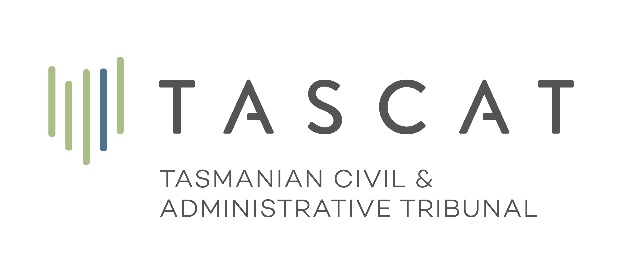 TASCAT
TASMANIAN CIVIL &
ADMINISTRATIVE TRIBUNAL